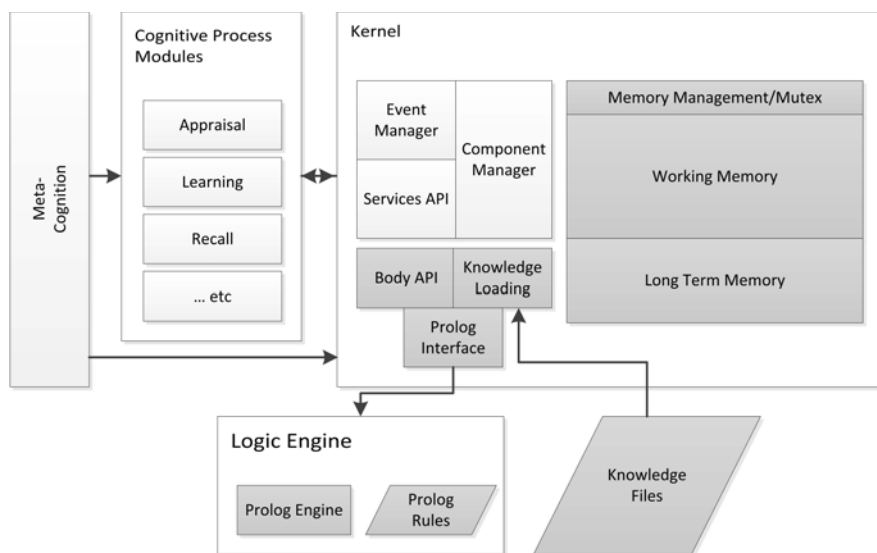 Cognitive Process
Modules
Kernel
Meta-
Cognition
Appraisal
Learning
Recall
... etc
Event
Manager
Services API
Component
Manager
Body API
Knowledge
Loading
Prolog
Interface
Memory Management/Mutex
Working Memory
Long Term Memory
Logic Engine
Prolog Engine
Prolog
Rules
Knowledge
Files